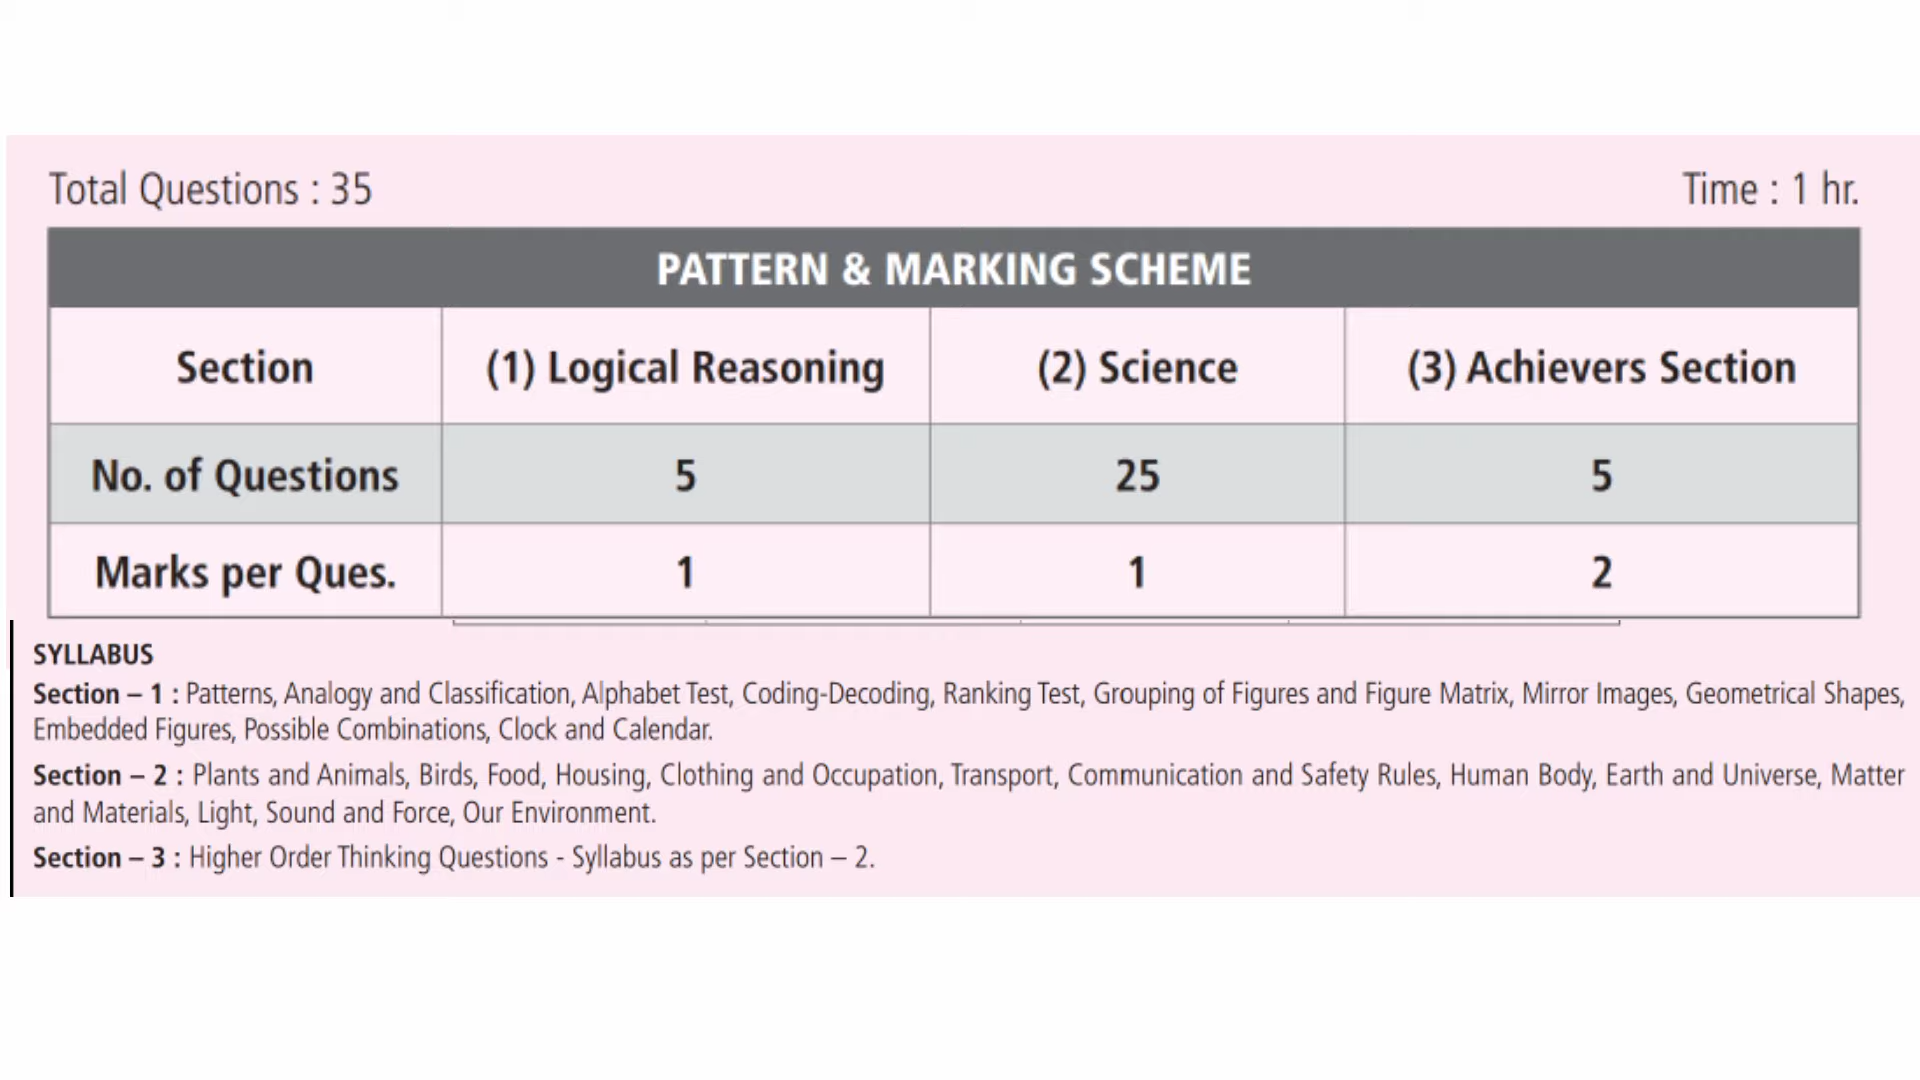 Total Questions : 35 Time : 1 hr.
PATTERN & MARKING SCHEME
Section (1) Logical Reasoning (2) Science (3) Achievers Section
No. of Questions 5 25 5
Marks per Ques. 1 1 2
SYLLABUS
Section – 1 : Patterns, Analogy and Classification, Alphabet Test, Coding-Decoding, Ranking Test, Grouping of Figures and Figure Matrix, Mirror Images, Geometrical Shapes,
Embedded Figures, Possible Combinations, Clock and Calendar.
Section – 2 : Plants and Animals, Birds, Food, Housing, Clothing and Occupation, Transport, Communication and Safety Rules, Human Body, Earth and Universe, Matter
and Materials, Light, Sound and Force, Our Environment.
Section – 3 : Higher Order Thinking Questions - Syllabus as per Section – 2.